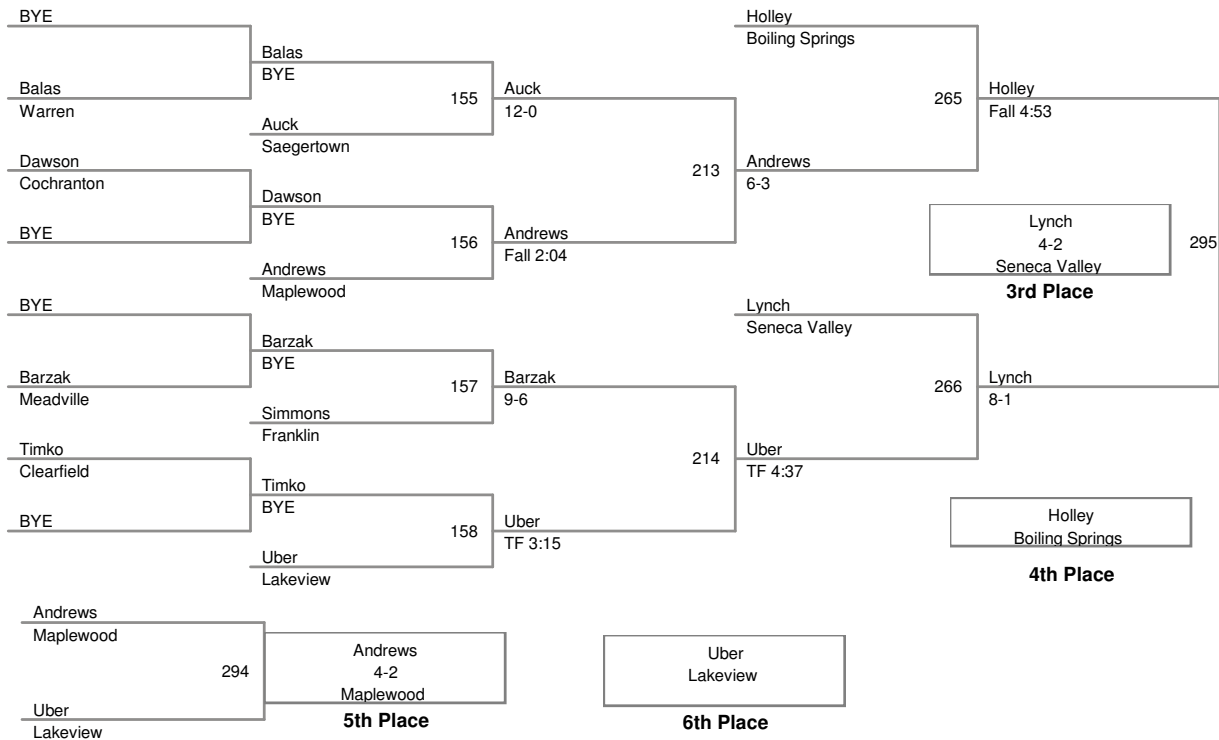 BYE
Balas
Warren
Dawson
Cochranton
BYE
BYE
Barzak
Meadville
Timko
Clearfield
BYE
Balas
BYE
155
Auck
Saegertown
Dawson
BYE
156
Andrews
Maplewood
Barzak
BYE
157
Simmons
Franklin
Timko
BYE
158
Uber
Lakeview
Auck
12-0
213
Andrews
Fall 2:04
Barzak
9-6
214
Uber
TF 3:15
Holley
Boiling Springs
265
Andrews
6-3
Lynch
Seneca Valley
266
Uber
TF 4:37
Holley
Fall 4:53
295
Lynch
8-1
Lynch
4-2
Seneca Valley
3rd Place
Holley
Boiling Springs
4th Place
Andrews
Maplewood
294
Uber
Lakeview
Andrews
4-2
Maplewood
5th Place
Uber
Lakeview
6th Place